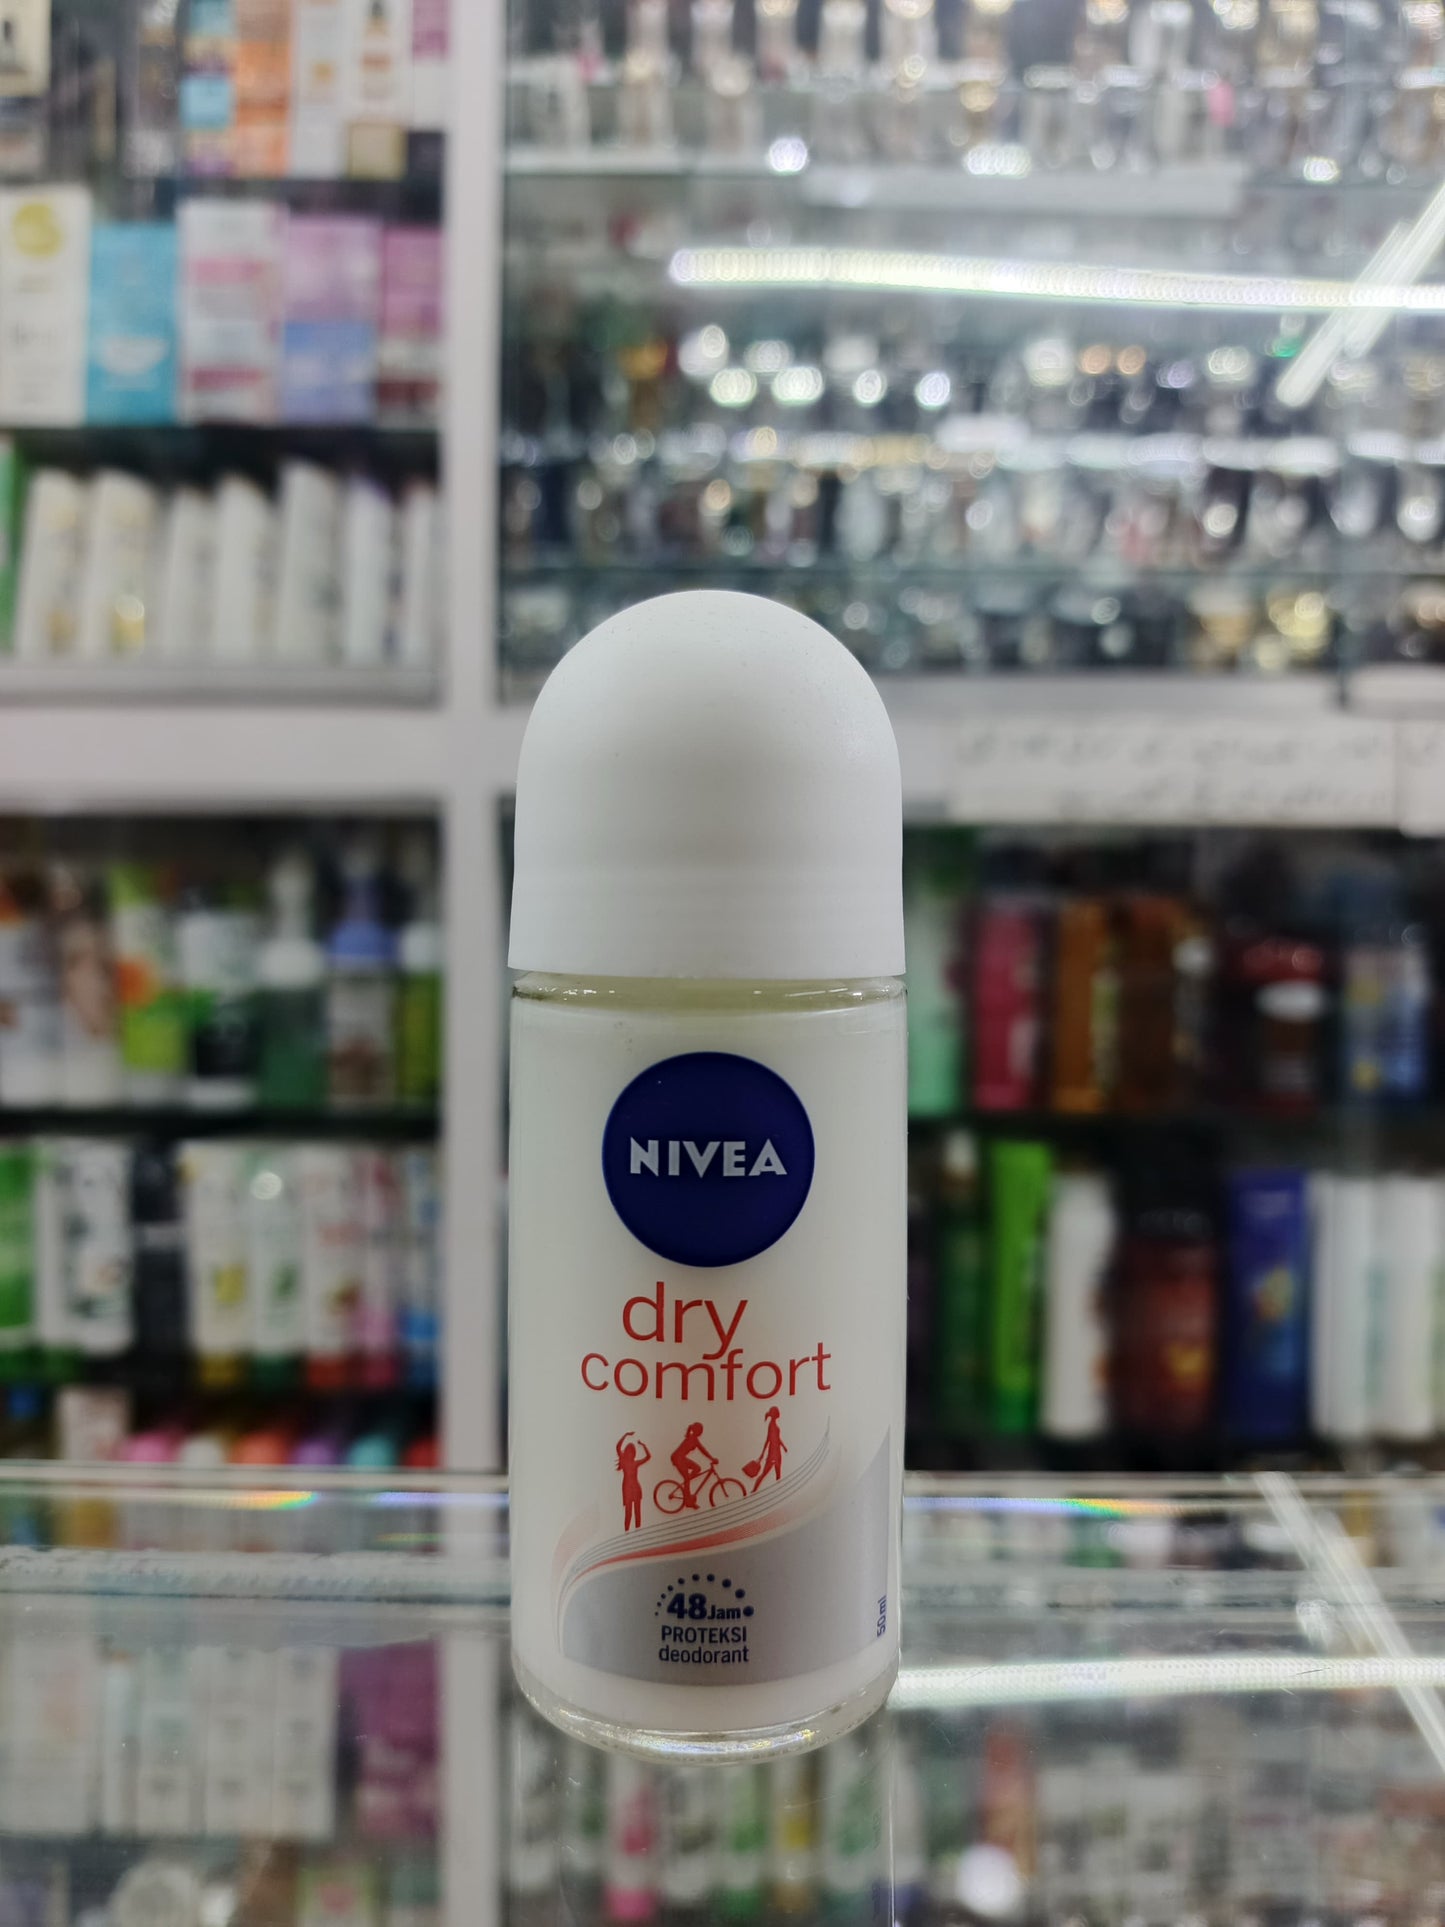 NIVEA
dry
comfort
48Jam
PROTEKSI
deodorant
50 ml